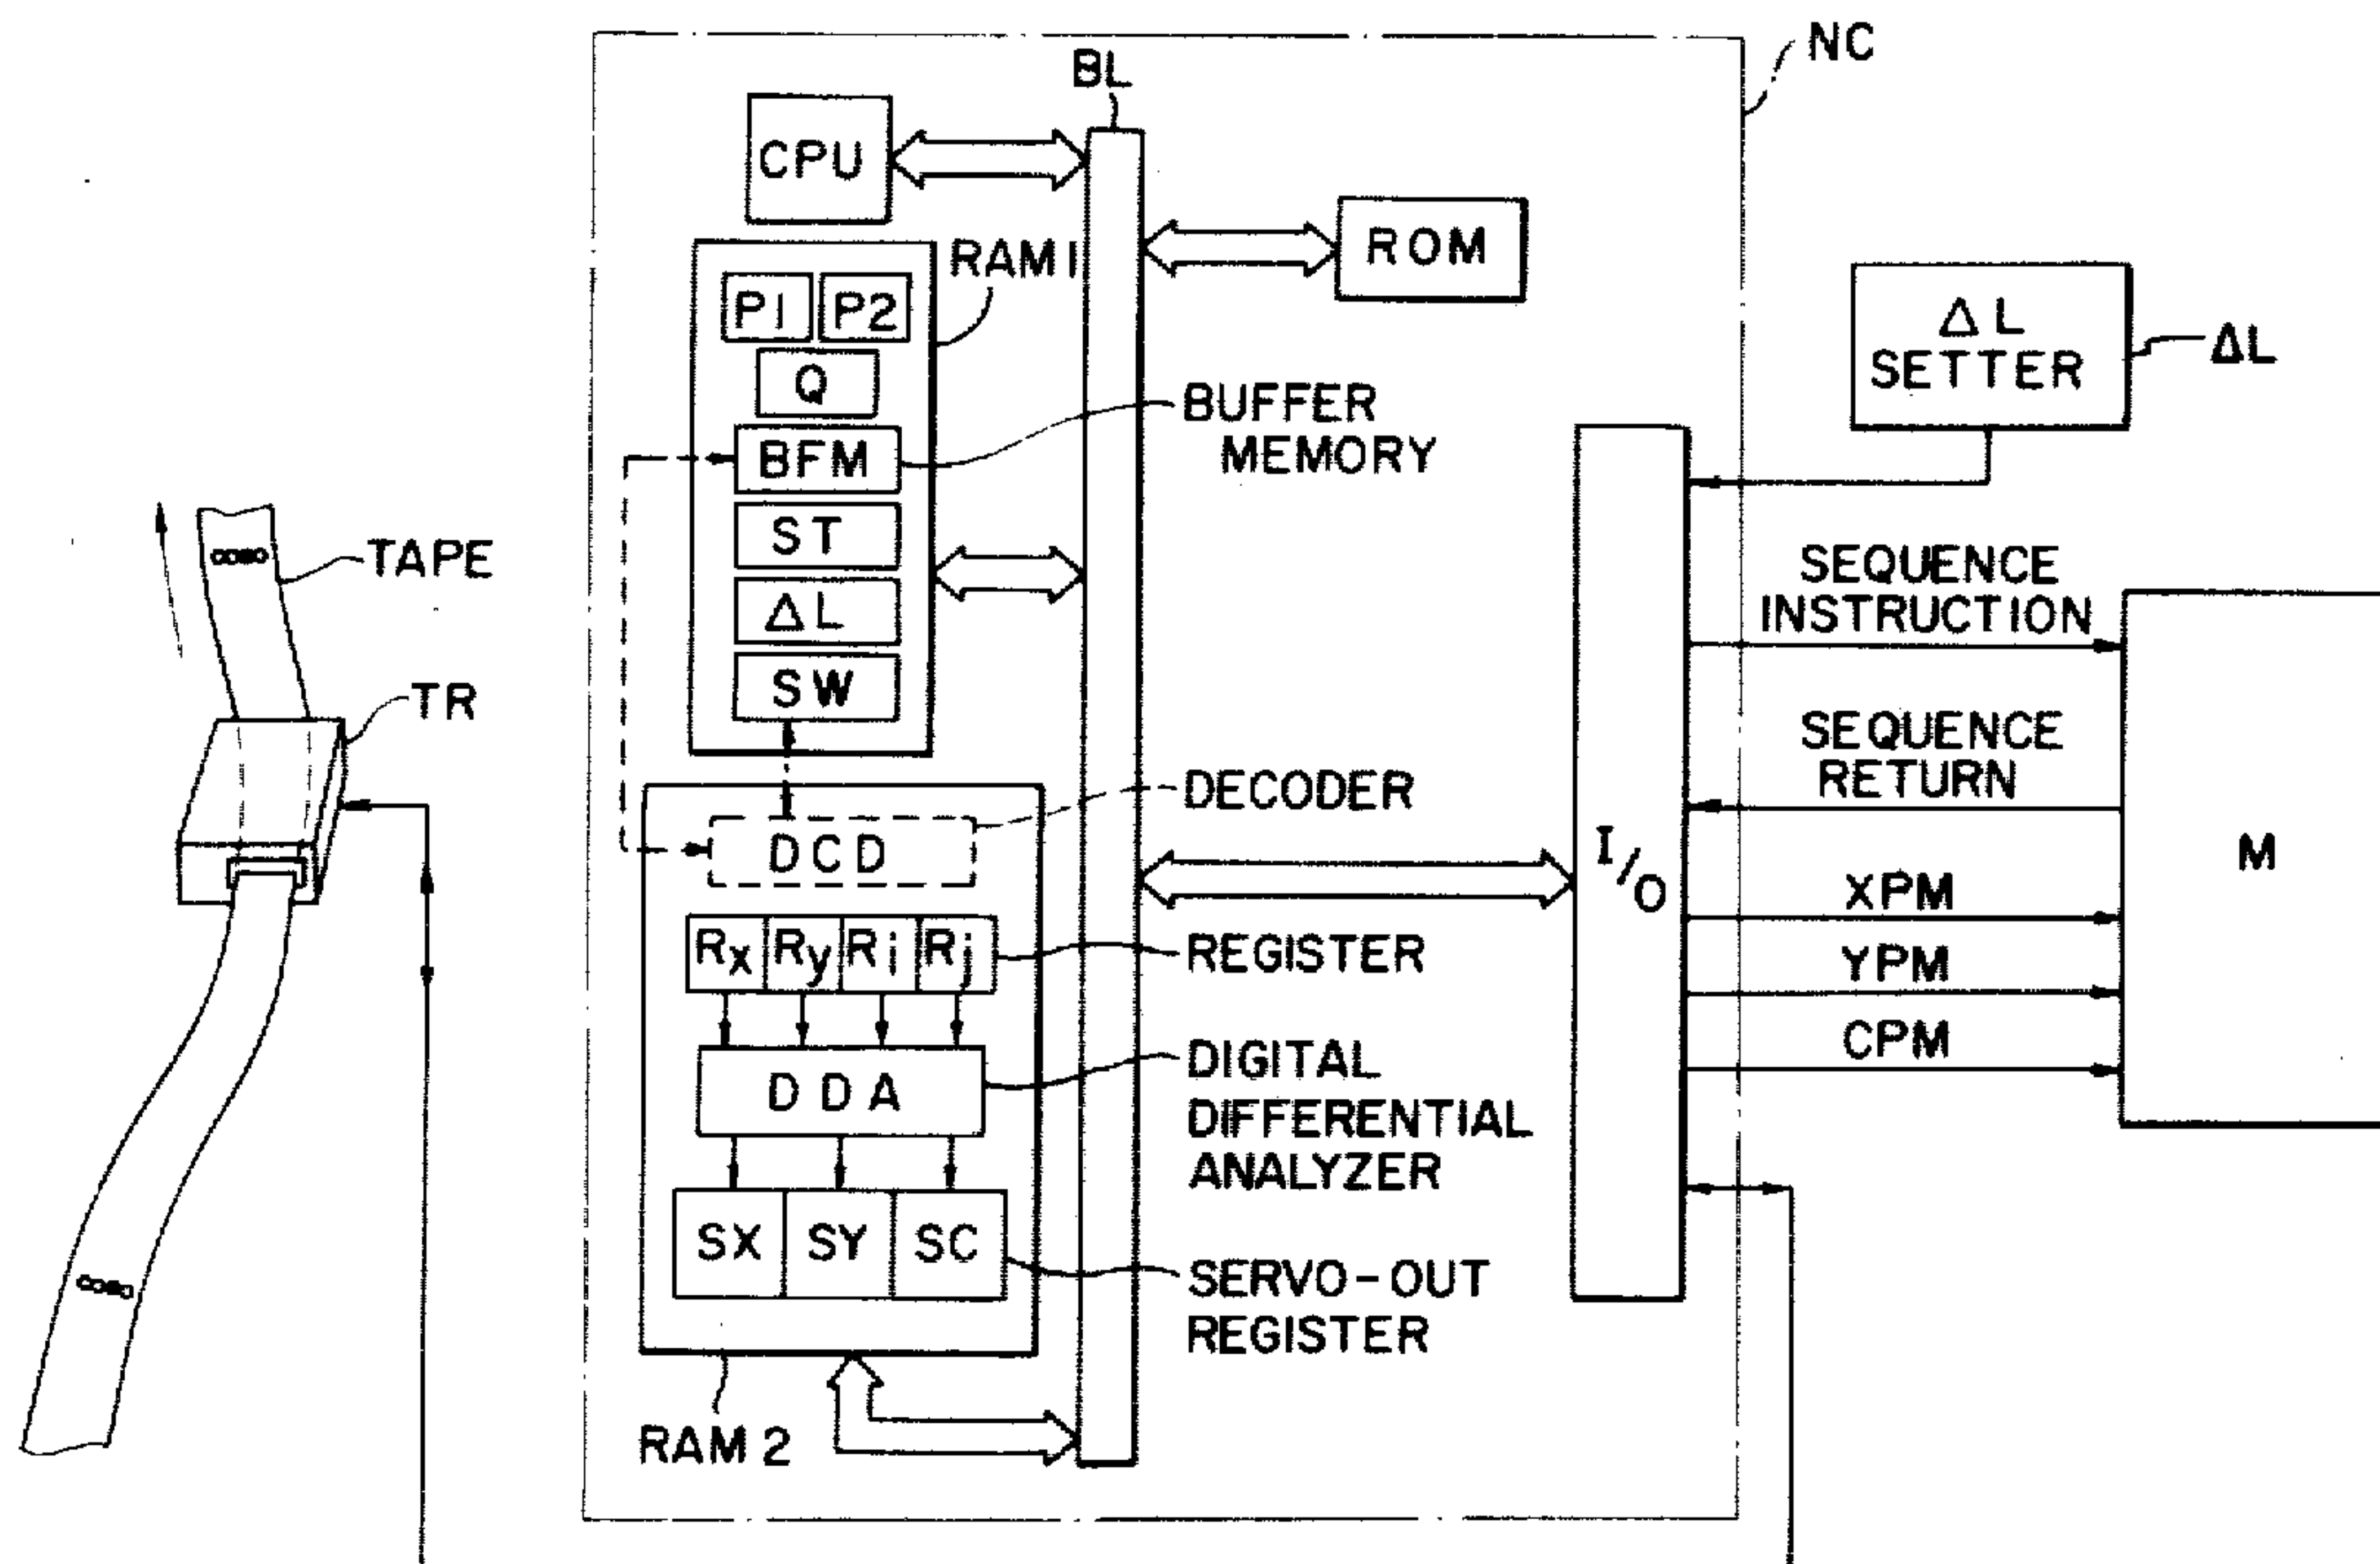 NC
BL
CPU
ROM
RAM 1
P1 P2
Q
BFM
BUFFER
MEMORY
ST
ΔL
SW
ΔL
SETTER
ΔL
TAPE
TR
SEQUENCE
INSTRUCTION
SEQUENCE
RETURN
M
I/O
XPM
YPM
CPM
DECODER
DCD
Rx Ry Ri Rj
REGISTER
DDA
DIGITAL
DIFFERENTIAL
ANALYZER
SX SY SC
SERVO-OUT
REGISTER
RAM 2